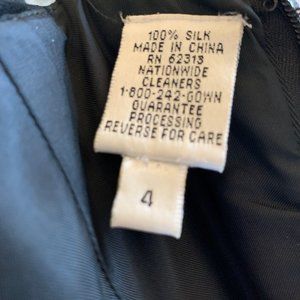 100% SILK
MADE IN CHINA
RN 62313
NATIONWIDE
CLEANERS
1-800-242-GOWN
GUARANTEE
PROCESSING
REVERSE FOR CARE
4